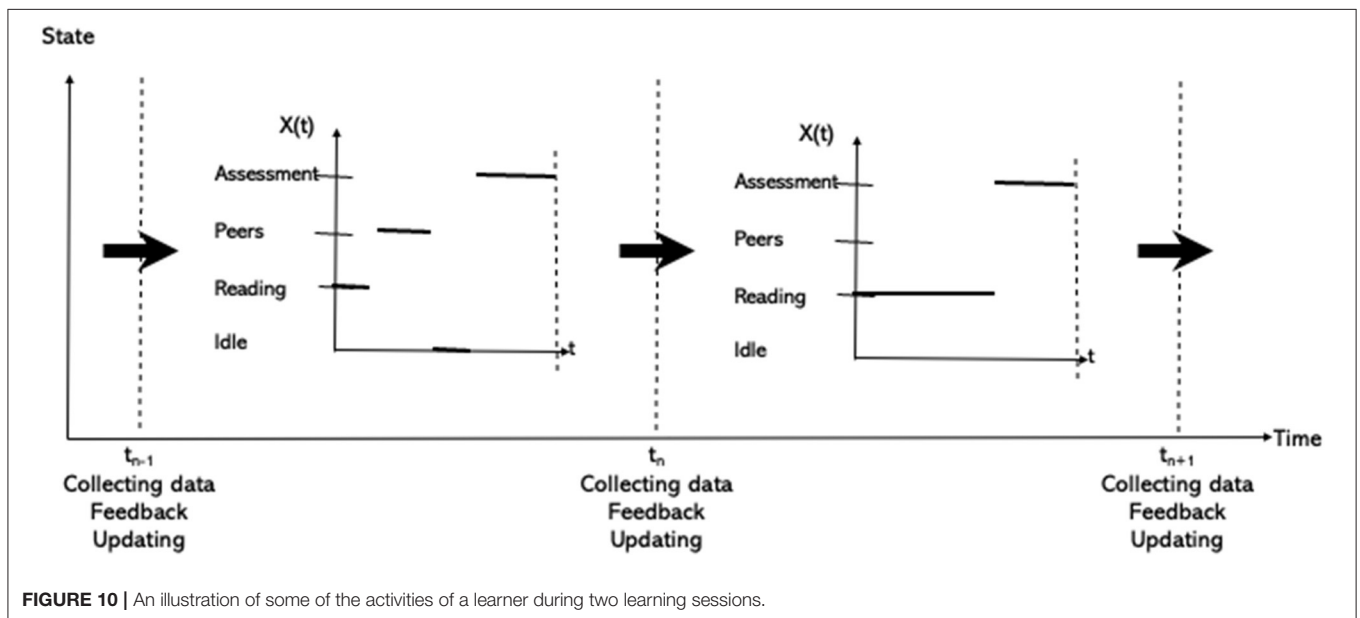 State
X(t)
Assessment
Peers
Reading
Idle
t
X(t)
Assessment
Peers
Reading
Idle
t
Time
tn-1
Collecting data
Feedback
Updating
tn
Collecting data
Feedback
Updating
tn+1
Collecting data
Feedback
Updating
FIGURE 10 | An illustration of some of the activities of a learner during two learning sessions.